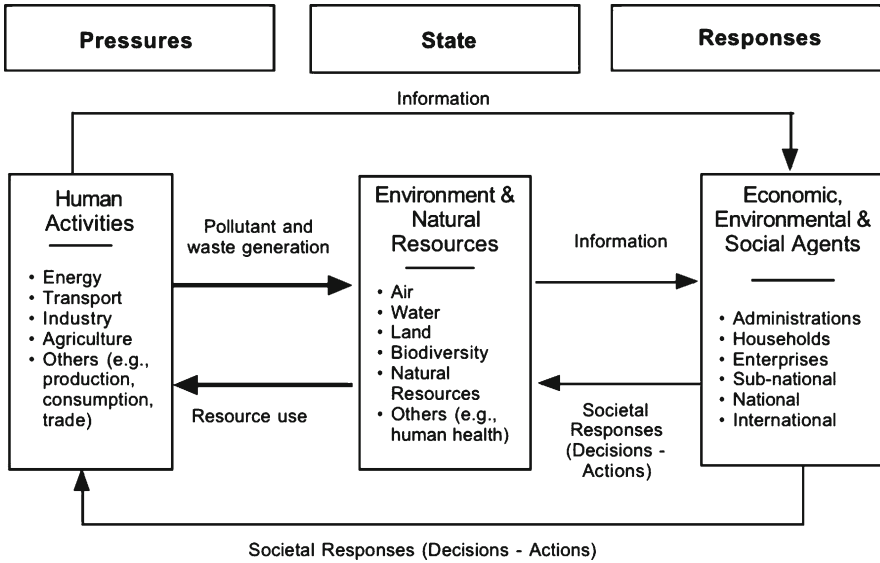 Pressures
State
Responses
Information
Human
Activities
• Energy
• Transport
• Industry
• Agriculture
• Others (e.g.,
production,
consumption,
trade)
Pollutant and
waste generation
Resource use
Environment &
Natural
Resources
• Air
• Water
• Land
• Biodiversity
• Natural
Resources
• Others (e.g.,
human health)
Information
Societal
Responses
(Decisions -
Actions)
Economic,
Environmental &
Social Agents
• Administrations
• Households
• Enterprises
• Sub-national
• National
• International
Societal Responses (Decisions - Actions)